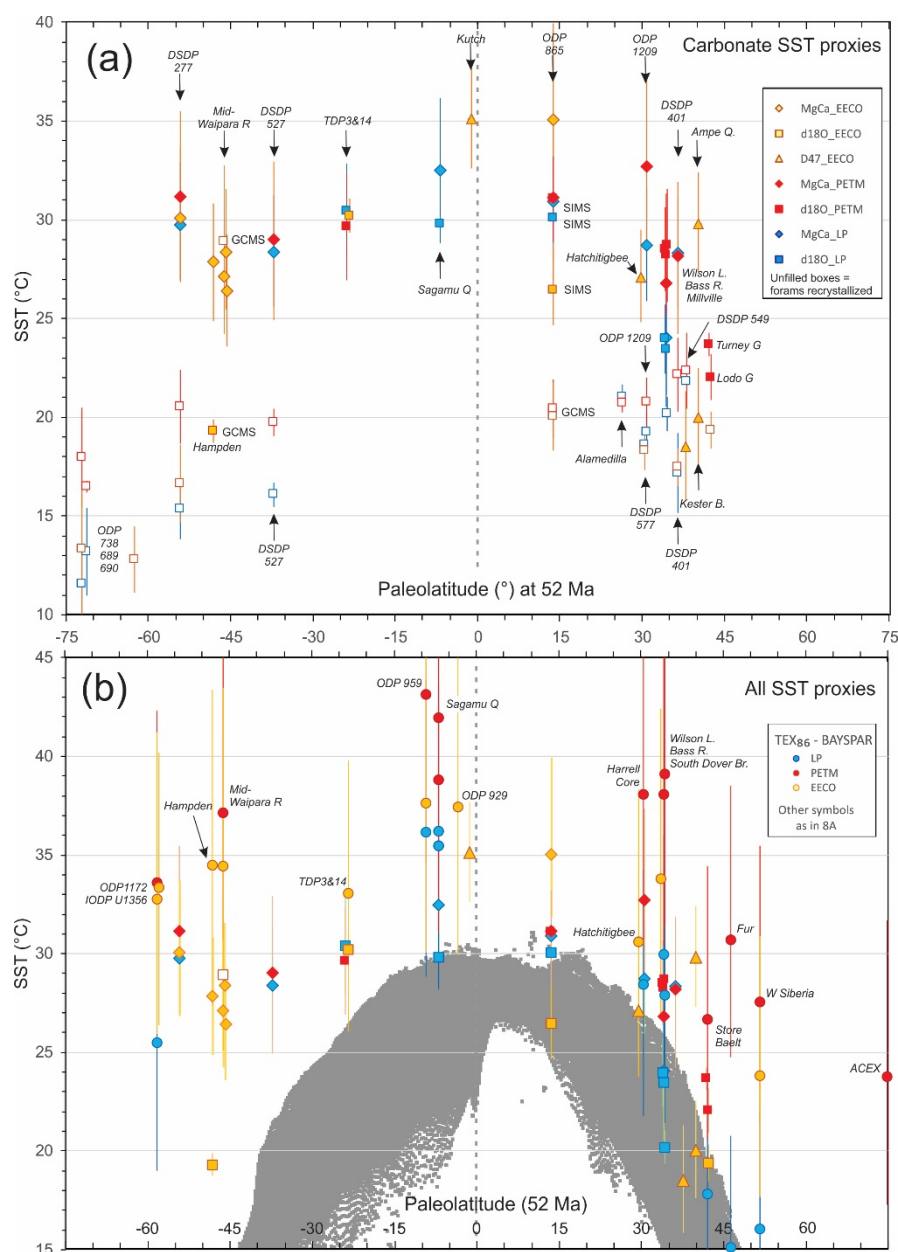 (a)
Carbonate SST proxies
40
35
30
25
20
15
10
SST (°C)
DSDP
277
Mid-
Waipara R
DSDP
527
TDP3&14
Kutch
ODP
865
ODP
1209
DSDP
401
Ampe Q.
MgCa_EECO
d18O_EECO
D47_EECO
MgCa_PETM
d18O_PETM
MgCa_LP
d18O_LP
Unfilled boxes =
forams recrystallized
GCMS
SIMS
SIMS
SIMS
Hatchitigbee
Sagamu Q
Wilson L.
Bass R.
Millville
DSDP 549
ODP 1209
Turney G
Lodo G
GCMS
Hampden
GCMS
Alamedilla
Kester B.
ODP
738
689
690
DSDP
527
DSDP
577
DSDP
401
Paleolatitude (°) at 52 Ma
-75
-60
-45
-30
-15
0
15
30
45
60
75
(b)
All SST proxies
45
40
35
30
25
20
15
SST (°C)
ODP 959
Sagamu Q
Wilson L.
Bass R.
South Dover Br.
TEX86 - BAYSPAR
LP
PETM
EECO
Other symbols
as in 8A
Hampden
Mid-
Waipara R
ODP 929
Harrell
Core
ODP1172
IODP U1356
TDP3&14
Hatchitigbee
Fur
W Siberia
Store
Baelt
ACEX
Paleolatitude (52 Ma)
-60
-45
-30
-15
0
15
30
45
60